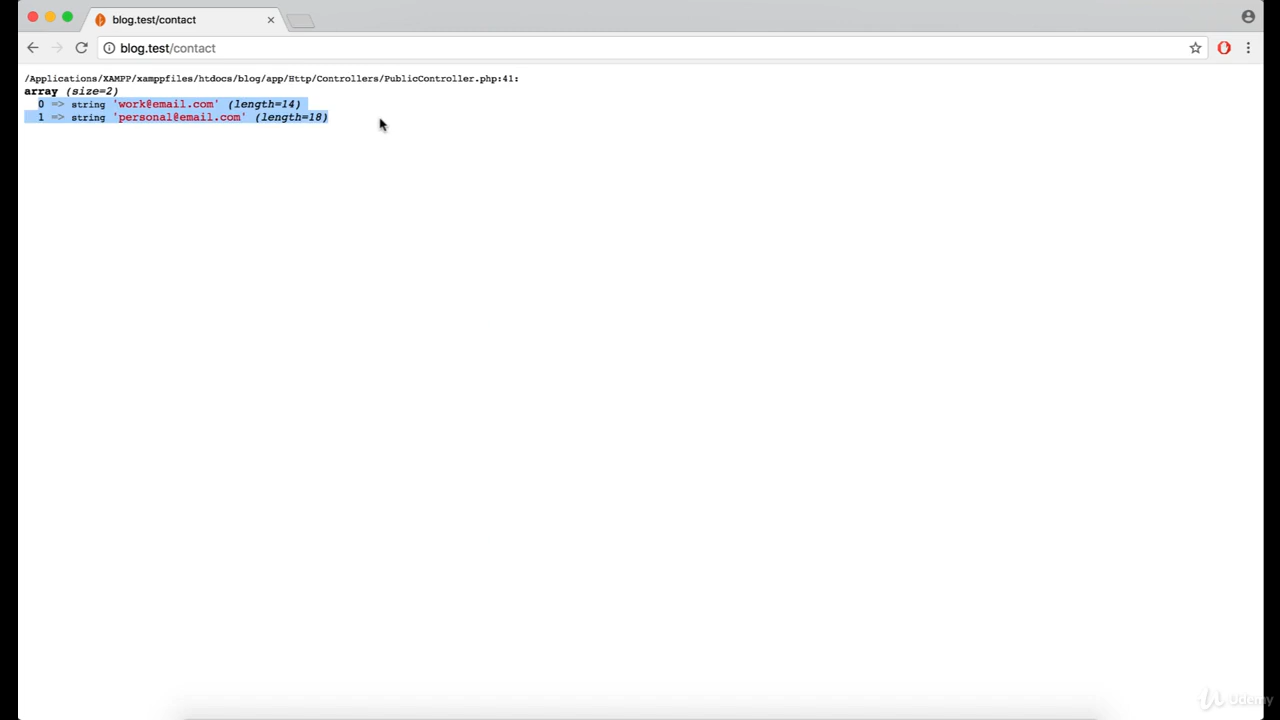 blog.test/contact
blog.test/contact
/Applications/XAMPP/xamppfiles/htdocs/blog/app/Http/Controllers/PublicController.php:41:
array (size=2)
0 => string 'work@email.com' (length=14)
1 => string 'personal@email.com' (length=18)
Udemy